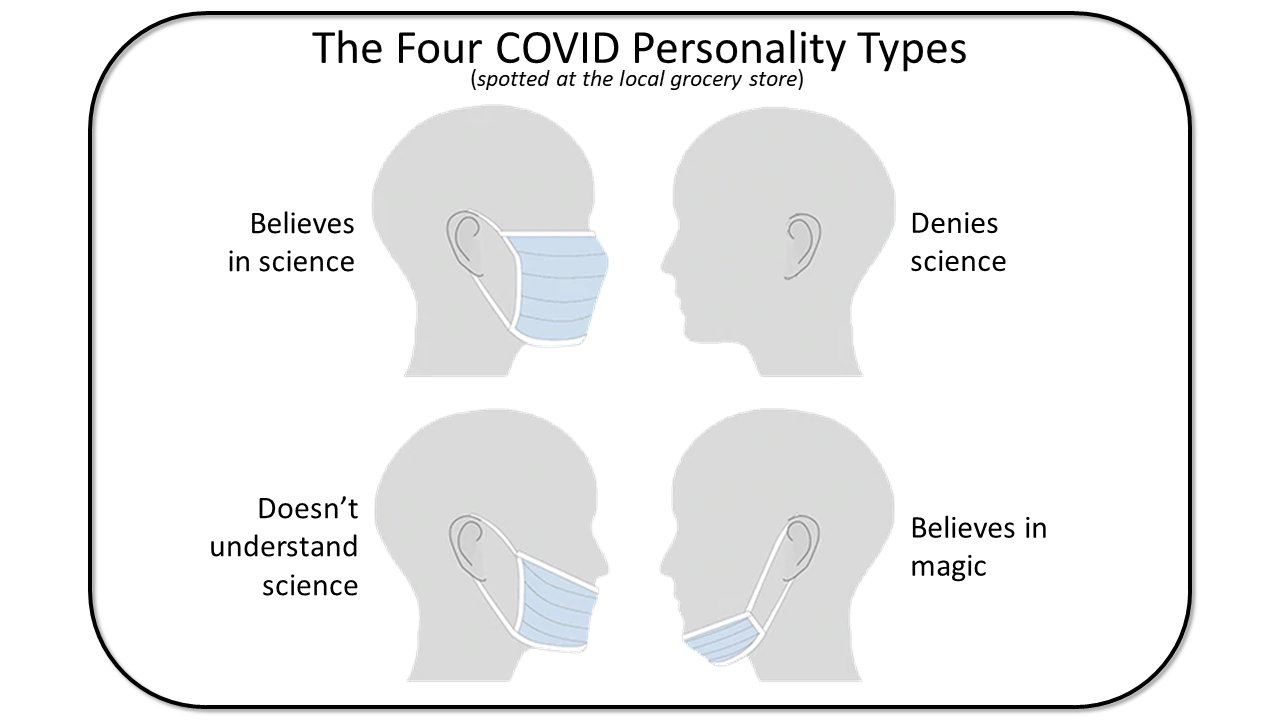 The Four COVID Personality Types
(spotted at the local grocery store)
Believes
in science
Denies
science
Doesn’t
understand
science
Believes in
magic